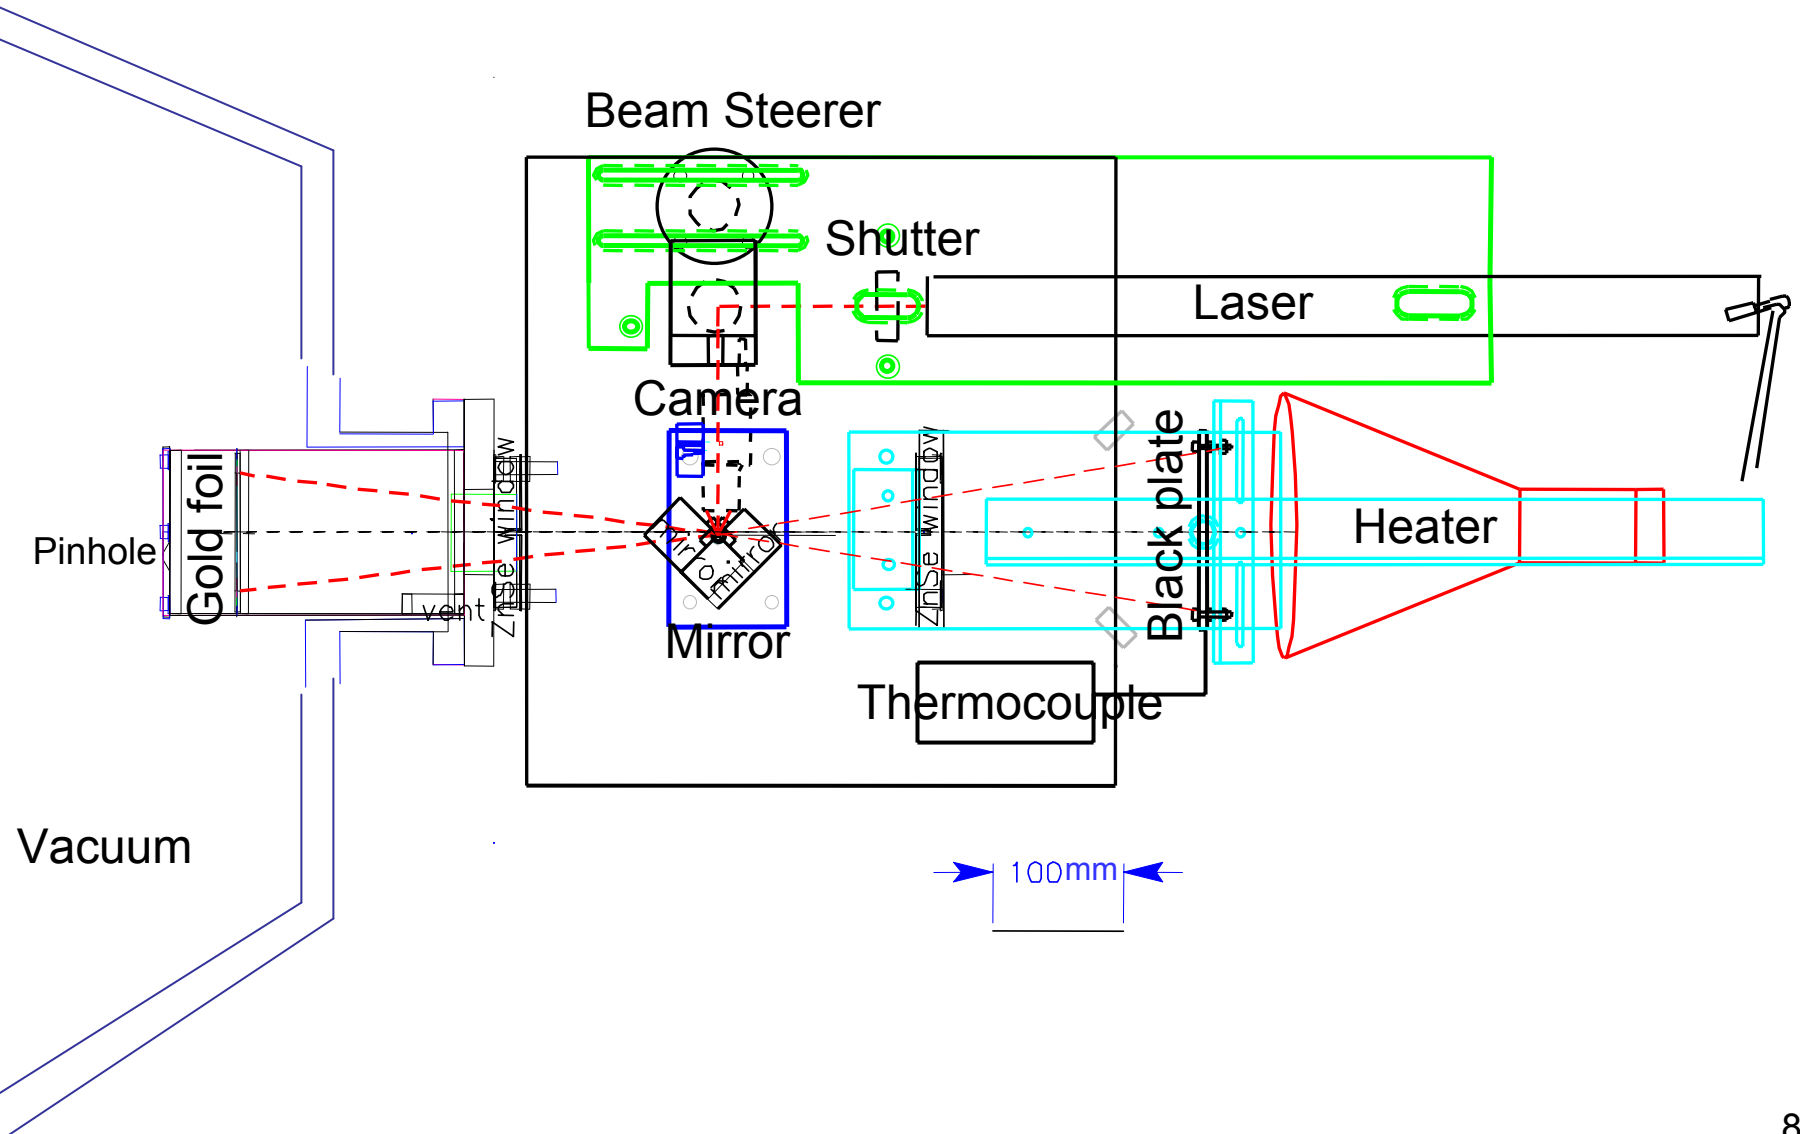 Beam Steerer
Shutter
Laser
Camera
ZnSe window
ZnSe window
Black plate
Gold foil
Pinhole
Heater
mirror
mirror
vent
Mirror
Thermocouple
Vacuum
100mm
8